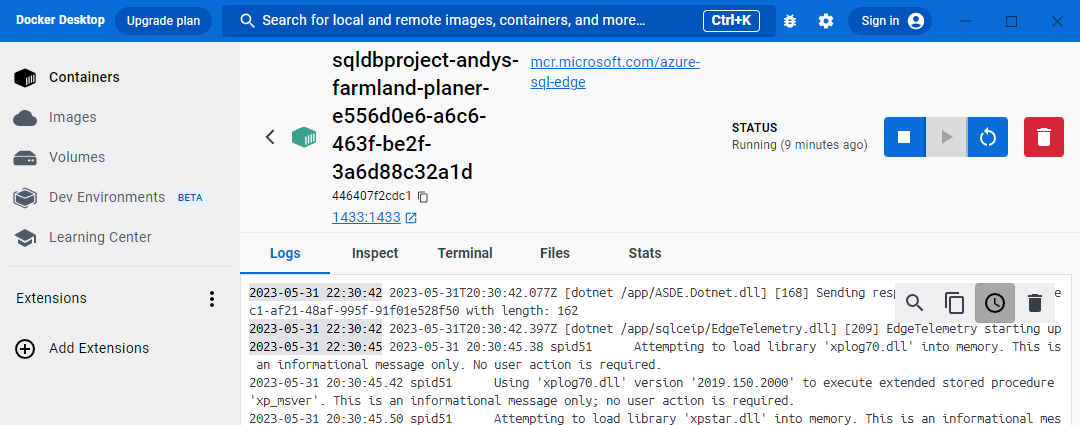 Docker Desktop
Upgrade plan
Search for local and remote images, containers, and more...
Ctrl+K
Sign in
Containers
Images
Volumes
Dev Environments BETA
Learning Center
Extensions
Add Extensions
sqldbproject-andys-
farmland-planer-
e556d0e6-a6c6-
463f-be2f-
3a6d88c32a1d
446407f2cdc1
1433:1433
mcr.microsoft.com/azure-
sql-edge
STATUS
Running (9 minutes ago)
Logs Inspect Terminal Files Stats
2023-05-31 22:30:42 2023-05-31T20:30:42.077Z [dotnet /app/ASDE.Dotnet.dll] [168] Sending resp e
c1-af21-48af-995f-91f01e528f50 with length: 162
2023-05-31 22:30:42 2023-05-31T20:30:42.397Z [dotnet /app/sqlceip/EdgeTelemetry.dll] [209] EdgeTelemetry starting up
2023-05-31 22:30:45 2023-05-31 20:30:45.38 spid51 Attempting to load library 'xplog70.dll' into memory. This is
an informational message only. No user action is required.
2023-05-31 20:30:45.42 spid51 Using 'xplog70.dll' version '2019.150.2000' to execute extended stored procedure
'xp_msver'. This is an informational message only; no user action is required.
2023-05-31 20:30:45.50 spid51 Attempting to load library 'xpstar.dll' into memory. This is an informational mes